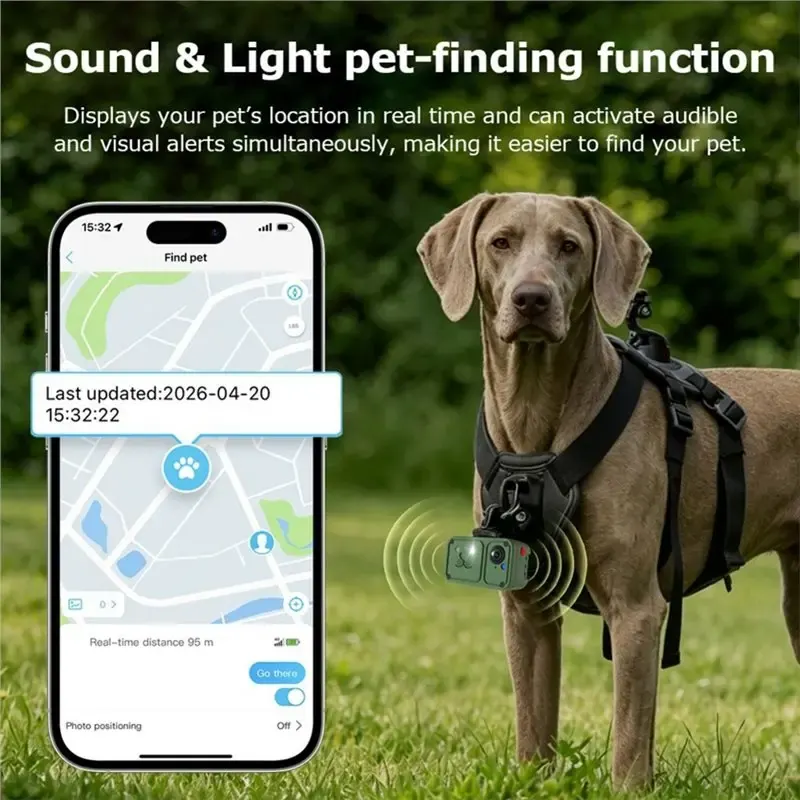 Sound & Light pet-finding function
Displays your pet’s location in real time and can activate audible
and visual alerts simultaneously, making it easier to find your pet.
15:32
Find pet
LBS
Last updated:2026-04-20
15:32:22
0
Real-time distance 95 m
Go there
Photo positioning Off